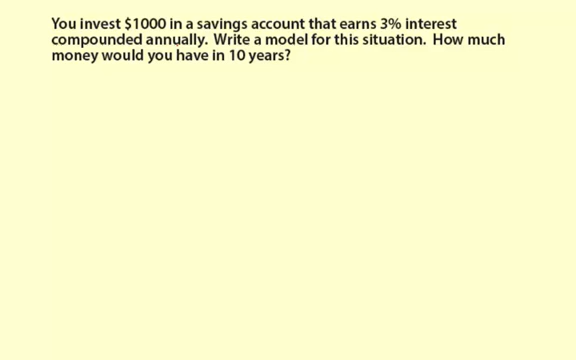 You invest $1000 in a savings account that earns 3% interest
compounded annually. Write a model for this situation. How much
money would you have in 10 years?